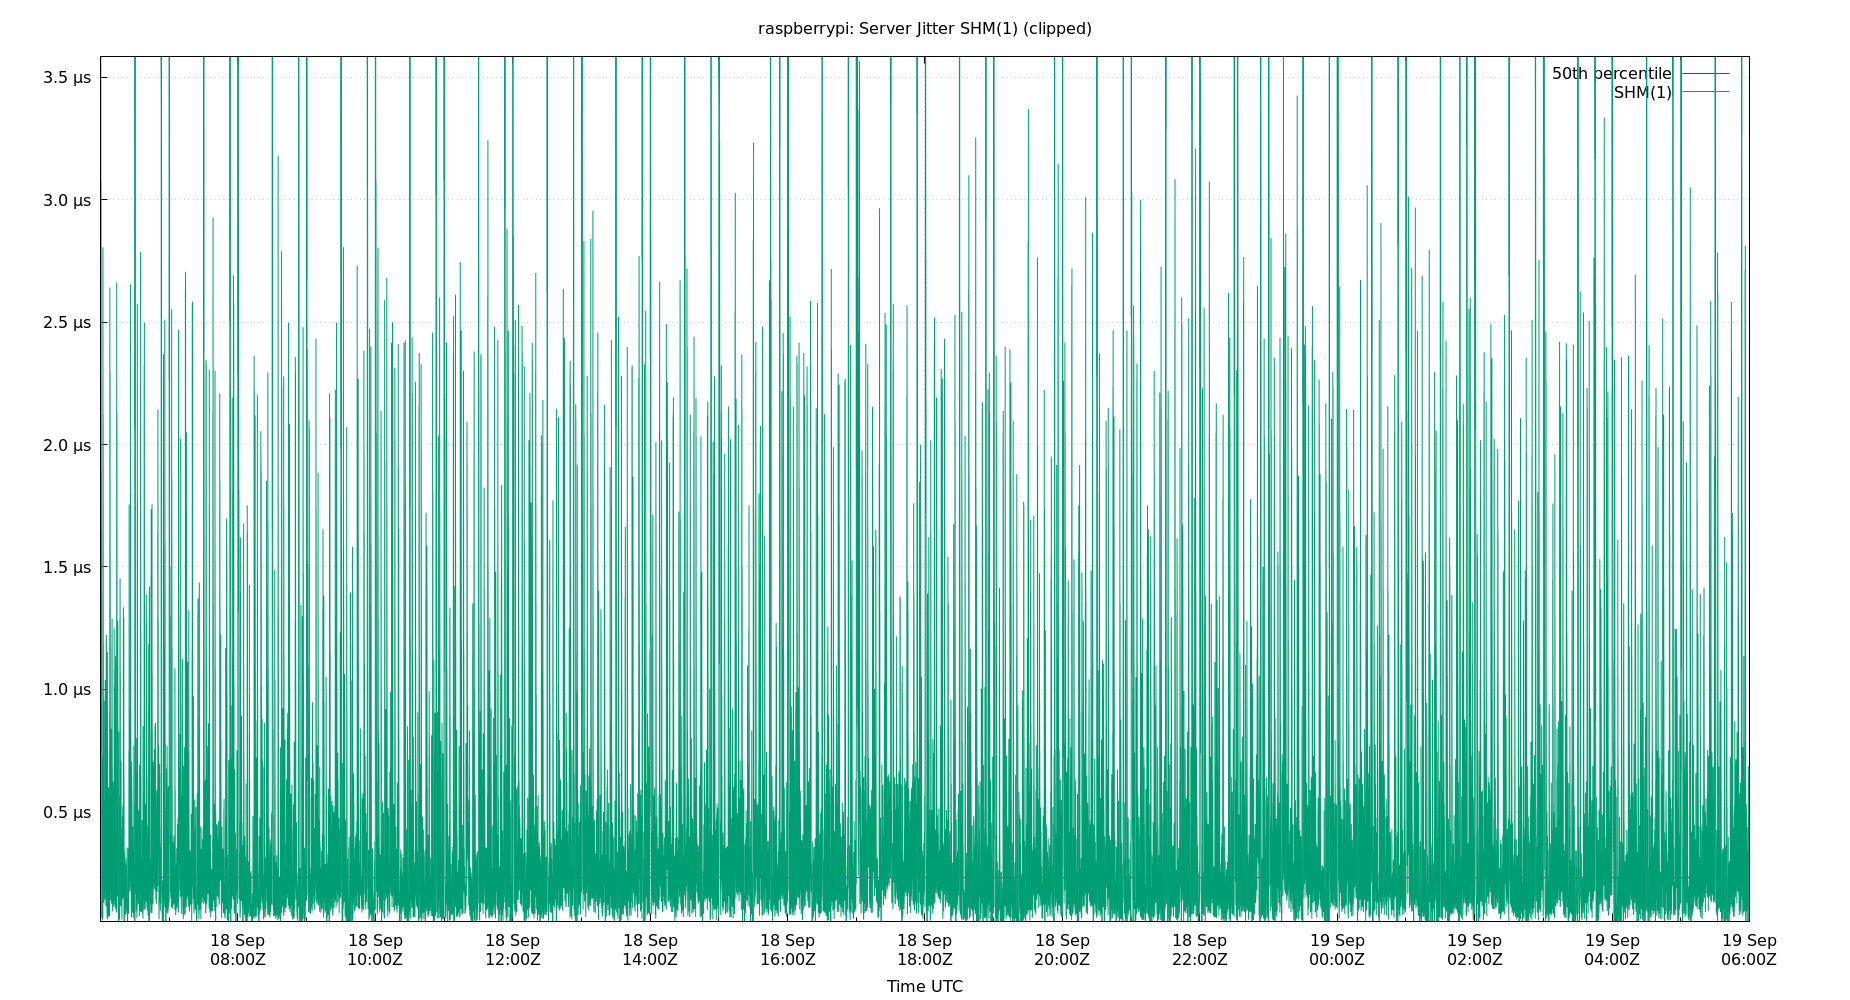 raspberrypi: Server Jitter SHM(1) (clipped)
3.5 μs
3.0 μs
2.5 μs
2.0 μs
1.5 μs
1.0 μs
0.5 μs
50th percentile
SHM(1)
18 Sep 18 Sep 18 Sep 18 Sep 18 Sep 18 Sep 18 Sep 18 Sep 19 Sep 19 Sep 19 Sep 19 Sep
08:00Z 10:00Z 12:00Z 14:00Z 16:00Z 18:00Z 20:00Z 22:00Z 00:00Z 02:00Z 04:00Z 06:00Z
Time UTC